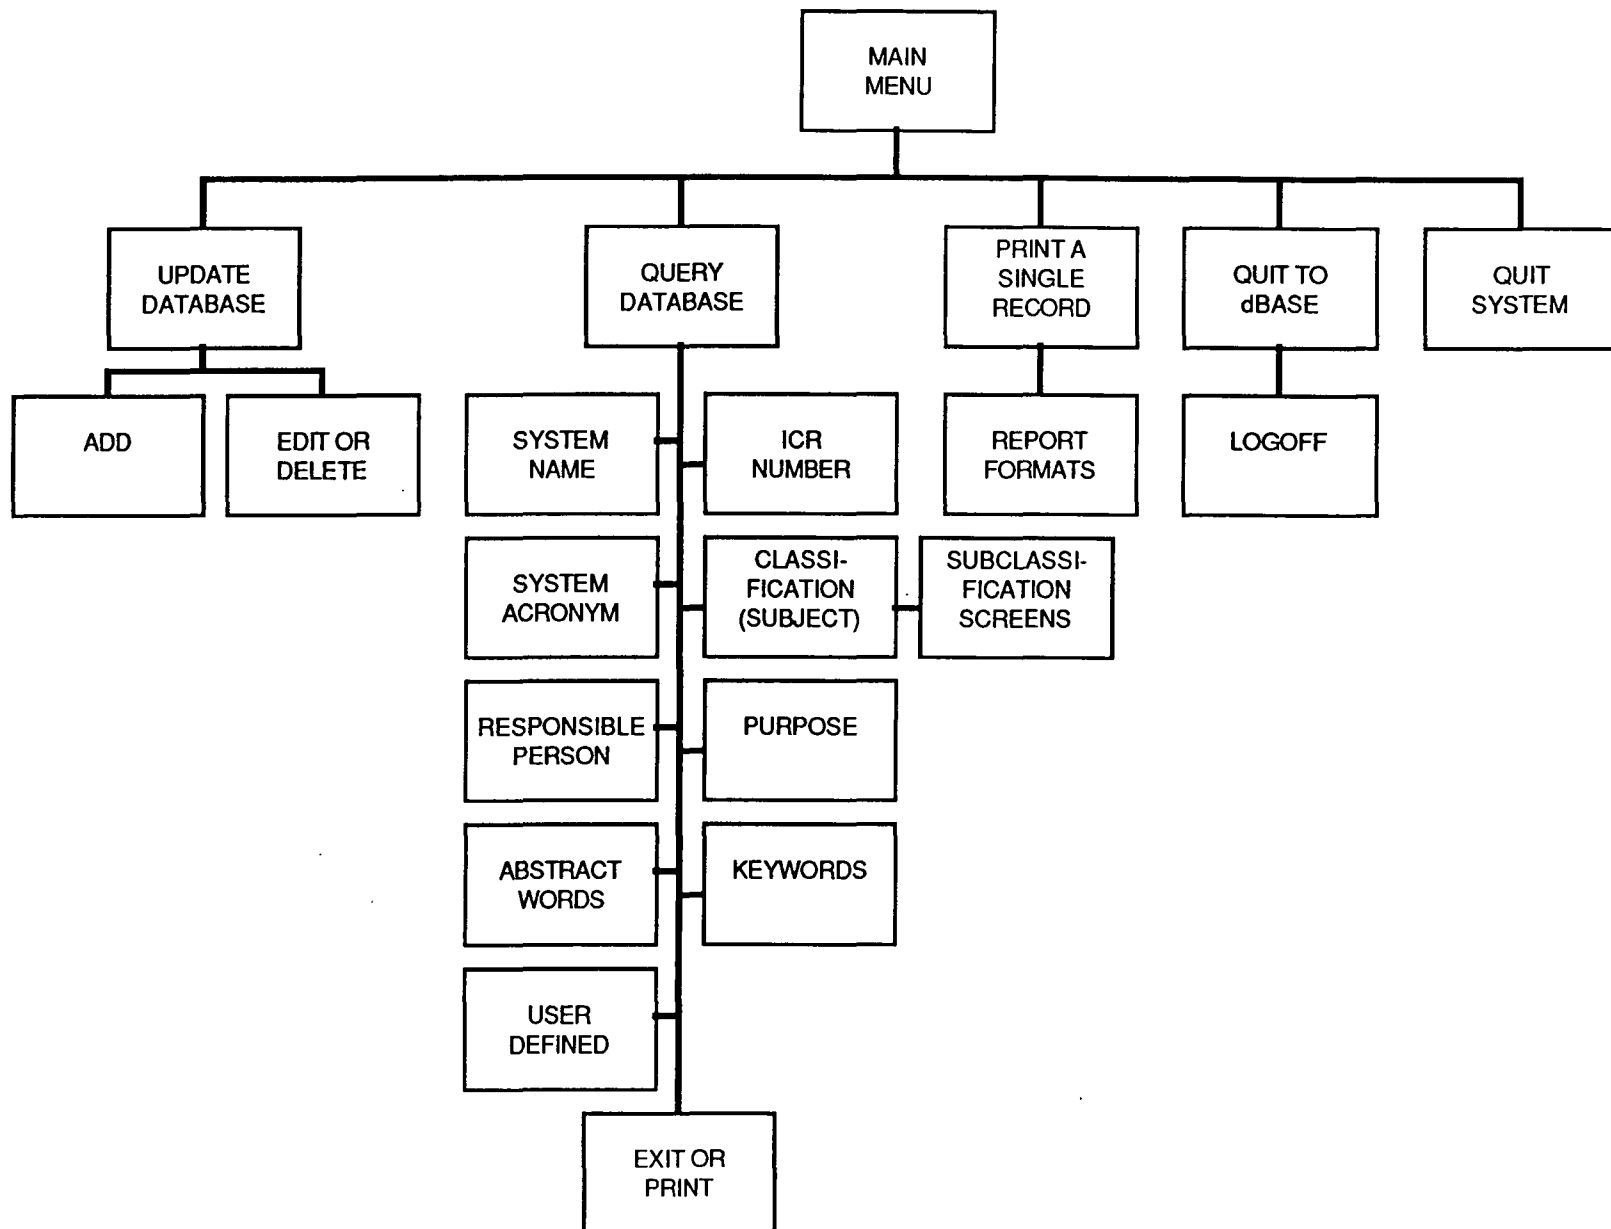 MAIN
MENU
UPDATE
DATABASE
QUERY
DATABASE
PRINT A
SINGLE
RECORD
QUIT TO
dBASE
QUIT
SYSTEM
ADD
EDIT OR
DELETE
SYSTEM
NAME
ICR
NUMBER
REPORT
FORMATS
LOGOFF
SYSTEM
ACRONYM
CLASSI-
FICATION
(SUBJECT)
SUBCLASSI-
FICATION
SCREENS
RESPONSIBLE
PERSON
PURPOSE
ABSTRACT
WORDS
KEYWORDS
USER
DEFINED
EXIT OR
PRINT